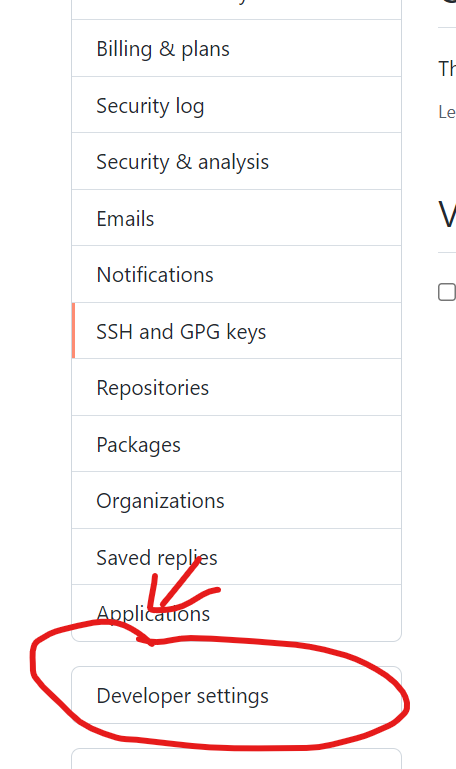 Billing & plans
Th
Security log
Le
Security & analysis
Emails
V
Notifications
SSH and GPG keys
Repositories
Packages
Organizations
Saved replies
Applications
Developer settings